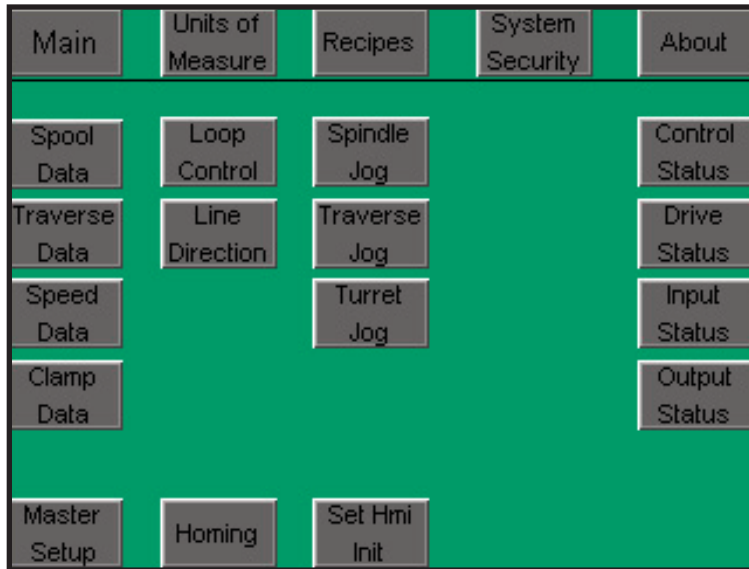 Main
Units of
Measure
Recipes
System
Security
About
Spool
Data
Loop
Control
Spindle
Jog
Control
Status
Traverse
Data
Line
Direction
Traverse
Jog
Drive
Status
Speed
Data
Turret
Jog
Input
Status
Clamp
Data
Output
Status
Master
Setup
Homing
Set Hmi
Init